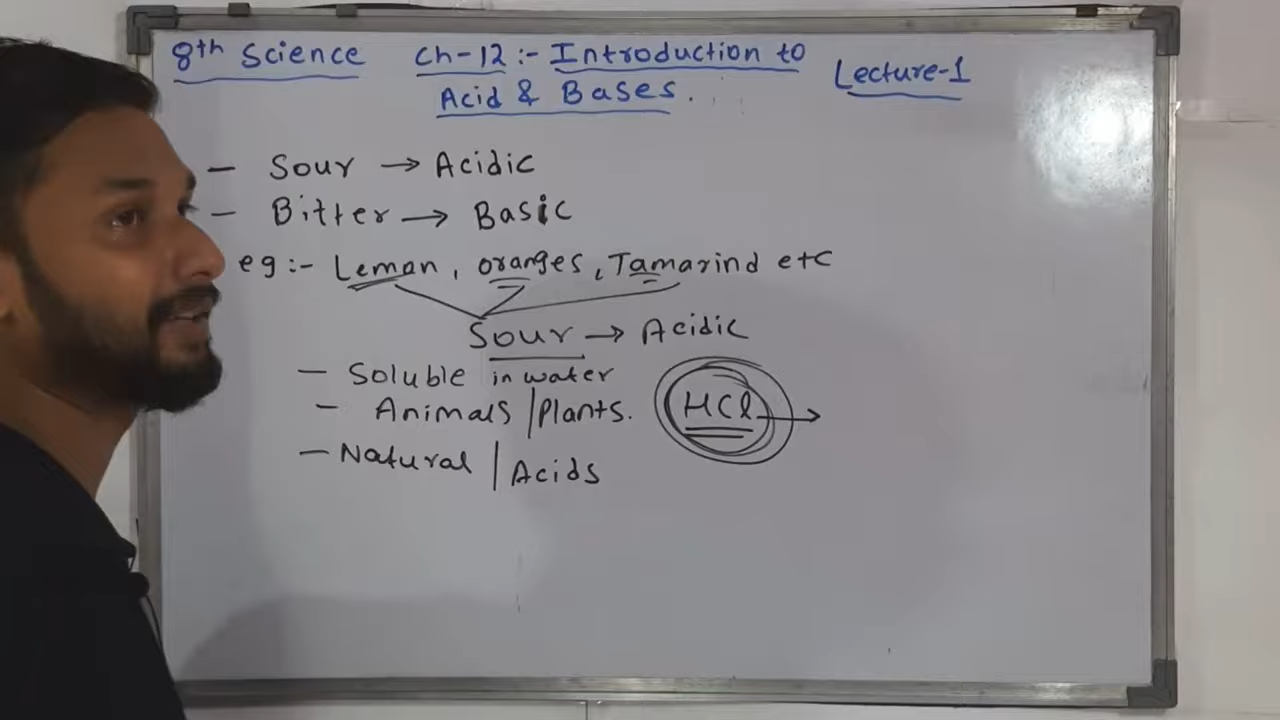 8th Science Ch-12:- Introduction to Acid & Bases. Lecture-1
- Sour → Acidic
- Bitter → Basic
eg:- Lemon, oranges, Tamarind etc
Sour → Acidic
- Soluble in water
- Animals / Plants. HCl →
- Natural / Acids